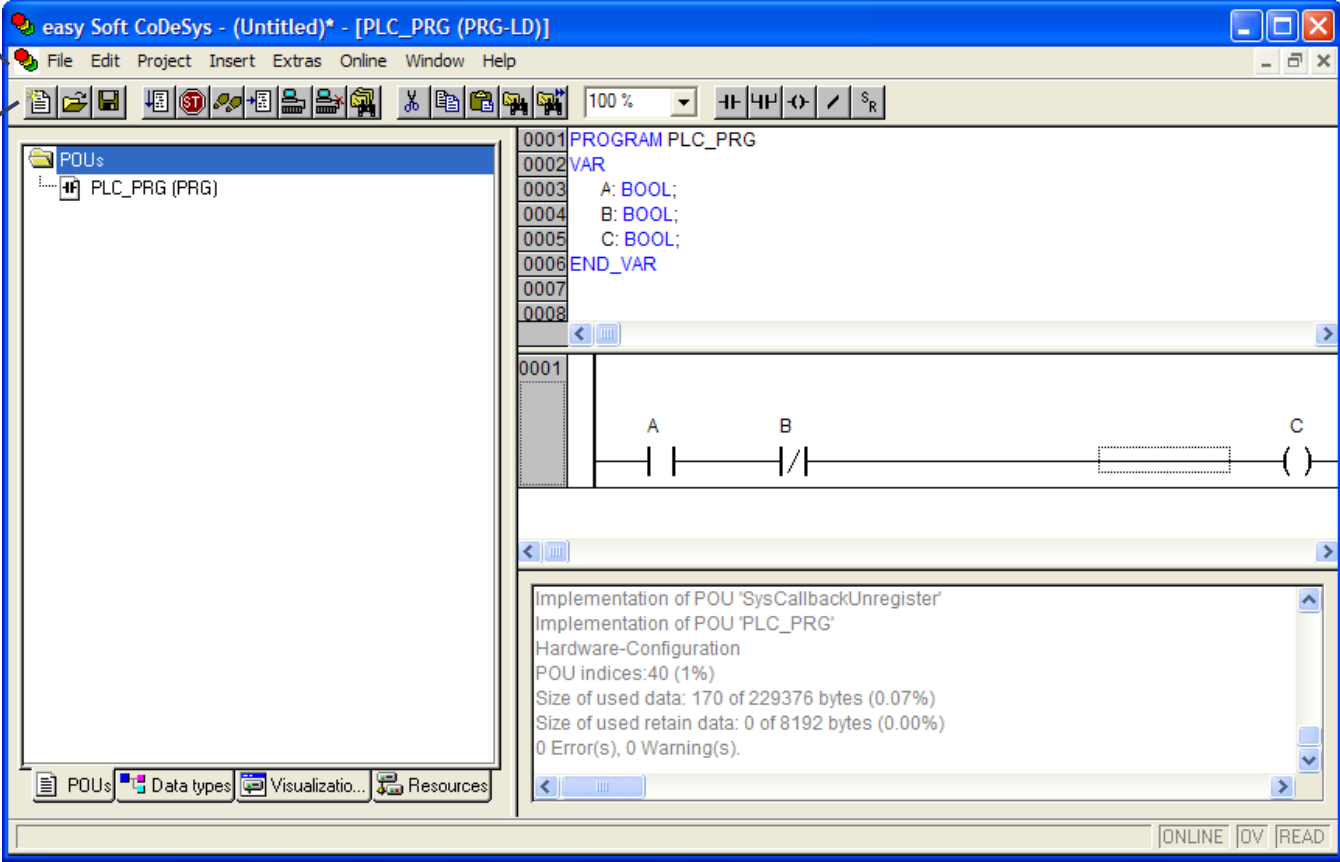 easy Soft CoDeSys - (Untitled)* - [PLC_PRG (PRG-LD)]
File Edit Project Insert Extras Online Window Help
ST 100 % S R
POUs
PLC_PRG (PRG)
0001 PROGRAM PLC_PRG
0002 VAR
0003 A: BOOL;
0004 B: BOOL;
0005 C: BOOL;
0006 END_VAR
0007
0008
0001
A B C
Implementation of POU 'SysCallbackUnregister'
Implementation of POU 'PLC_PRG'
Hardware-Configuration
POU indices:40 (1%)
Size of used data: 170 of 229376 bytes (0.07%)
Size of used retain data: 0 of 8192 bytes (0.00%)
0 Error(s), 0 Warning(s).
POUs Data types Visualizatio... Resources
ONLINE OV READ